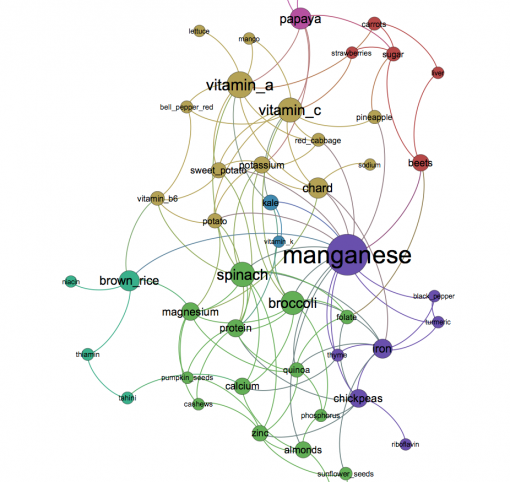 papaya
carrots
lettuce
mango
strawberries
sugar
liver
vitamin_a
vitamin_c
bell_pepper_red
pineapple
red_cabbage
sweet_potato
potassium
sodium
beets
chard
vitamin_b6
kale
potato
vitamin_k
manganese
spinach
niacin
brown_rice
black_pepper
broccoli
magnesium
folate
turmeric
protein
thiamin
thyme
iron
quinoa
pumpkin_seeds
calcium
tahini
cashews
chickpeas
phosphorus
zinc
riboflavin
almonds
sunflower_seeds